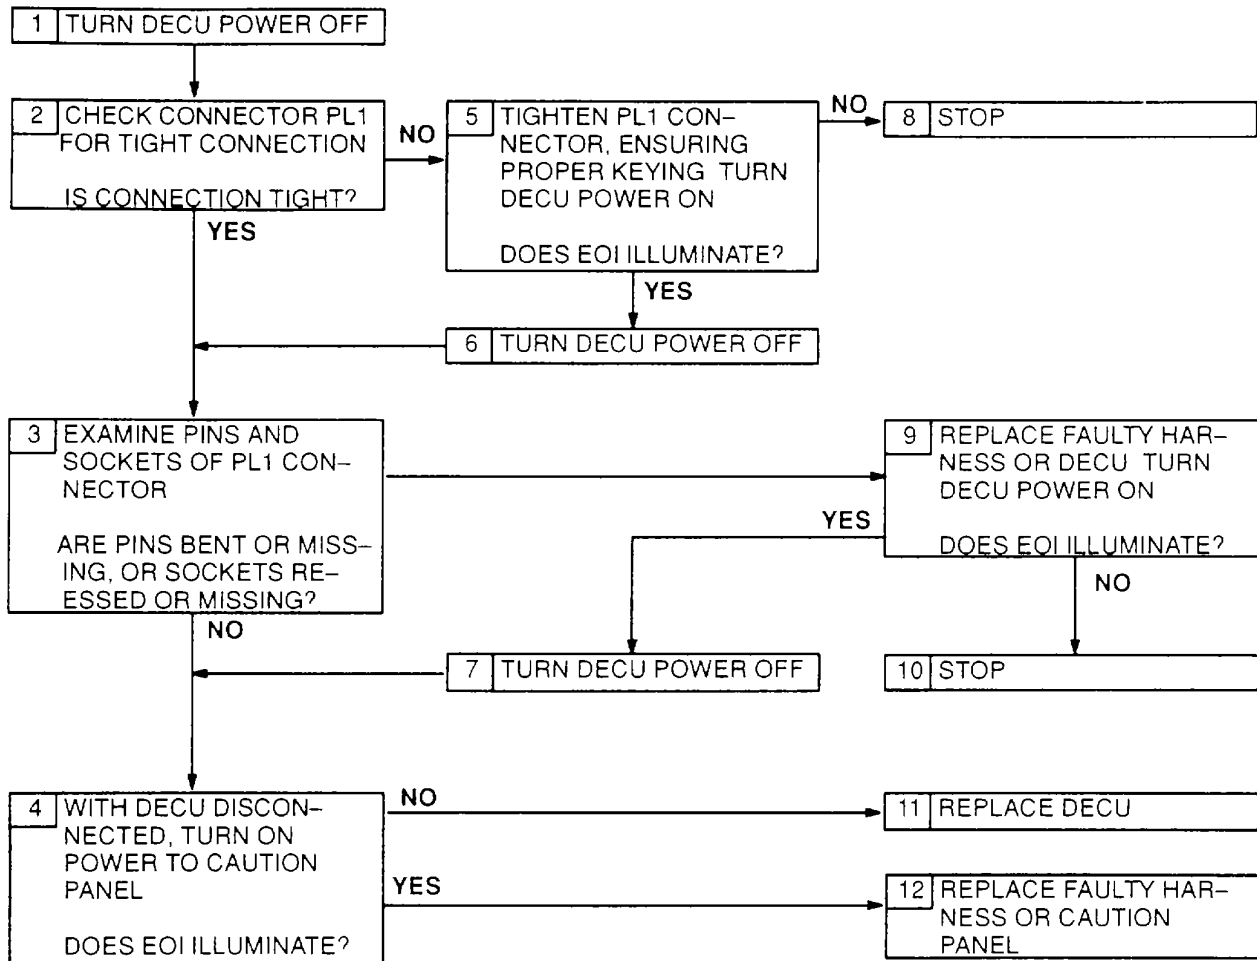 1 TURN DECU POWER OFF
2 CHECK CONNECTOR PL1
FOR TIGHT CONNECTION
IS CONNECTION TIGHT?
NO
YES
5 TIGHTEN PL1 CON–
NECTOR, ENSURING
PROPER KEYING TURN
DECU POWER ON
DOES EOI ILLUMINATE?
NO
YES
8 STOP
6 TURN DECU POWER OFF
3 EXAMINE PINS AND
SOCKETS OF PL1 CON–
NECTOR
ARE PINS BENT OR MISS–
ING, OR SOCKETS RE–
ESSED OR MISSING?
NO
9 REPLACE FAULTY HAR–
NESS OR DECU TURN
DECU POWER ON
DOES EOI ILLUMINATE?
YES
NO
7 TURN DECU POWER OFF
10 STOP
4 WITH DECU DISCON–
NECTED, TURN ON
POWER TO CAUTION
PANEL
DOES EOI ILLUMINATE?
NO
YES
11 REPLACE DECU
12 REPLACE FAULTY HAR–
NESS OR CAUTION
PANEL